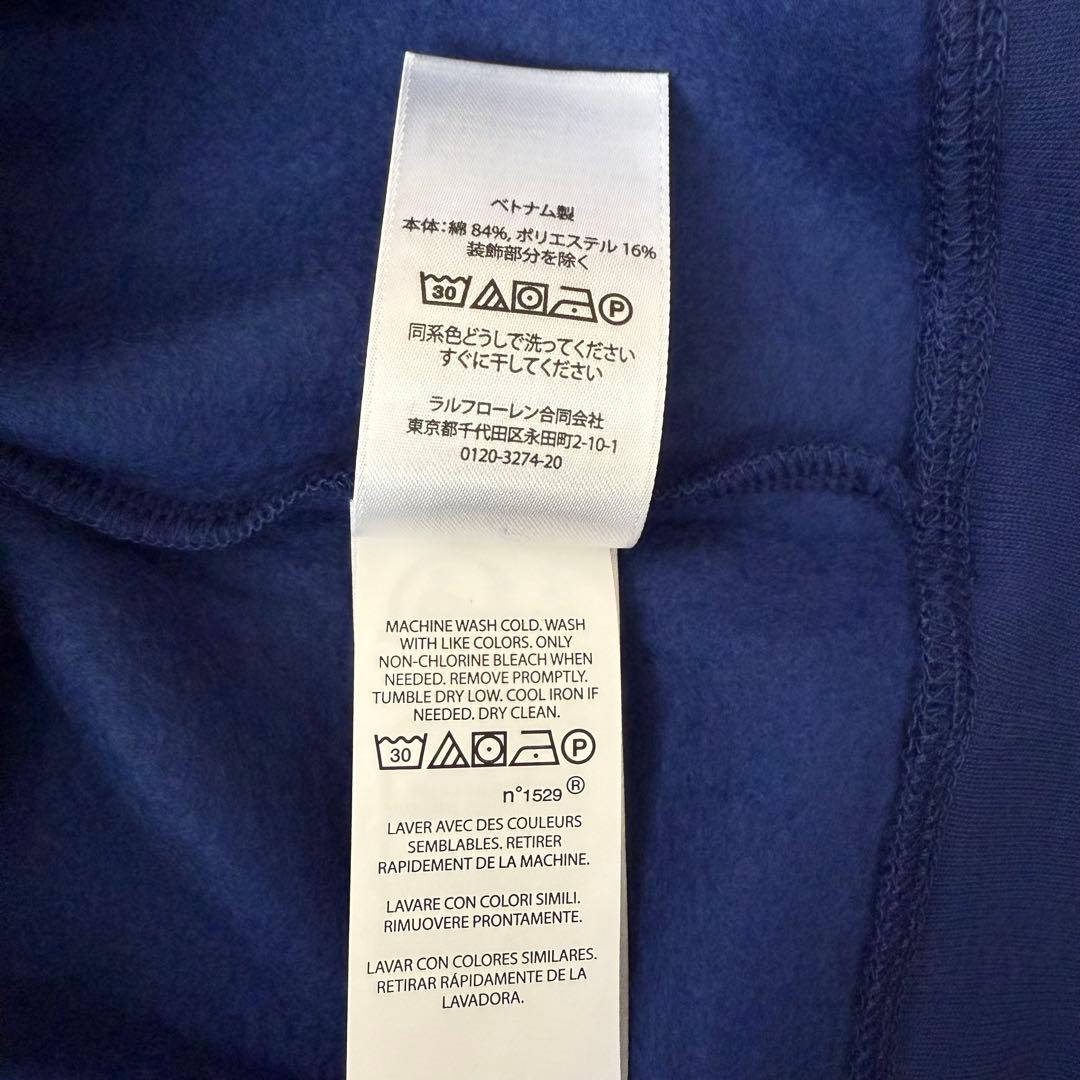 ベトナム製
本体：綿 84%, ポリエステル 16%
装飾部分を除く
30 P
同系色どうしで洗ってください
すぐに干してください
ラルフローレン合同会社
東京都千代田区永田町2-10-1
0120-3274-20
MACHINE WASH COLD. WASH
WITH LIKE COLORS. ONLY
NON-CHLORINE BLEACH WHEN
NEEDED. REMOVE PROMPTLY.
TUMBLE DRY LOW. COOL IRON IF
NEEDED. DRY CLEAN.
30 P
n°1529 ®
LAVER AVEC DES COULEURS
SEMBLABLES. RETIRER
RAPIDEMENT DE LA MACHINE.
LAVARE CON COLORI SIMILI.
RIMUOVERE PRONTAMENTE.
LAVAR CON COLORES SIMILARES.
RETIRAR RÁPIDAMENTE DE LA
LAVADORA.